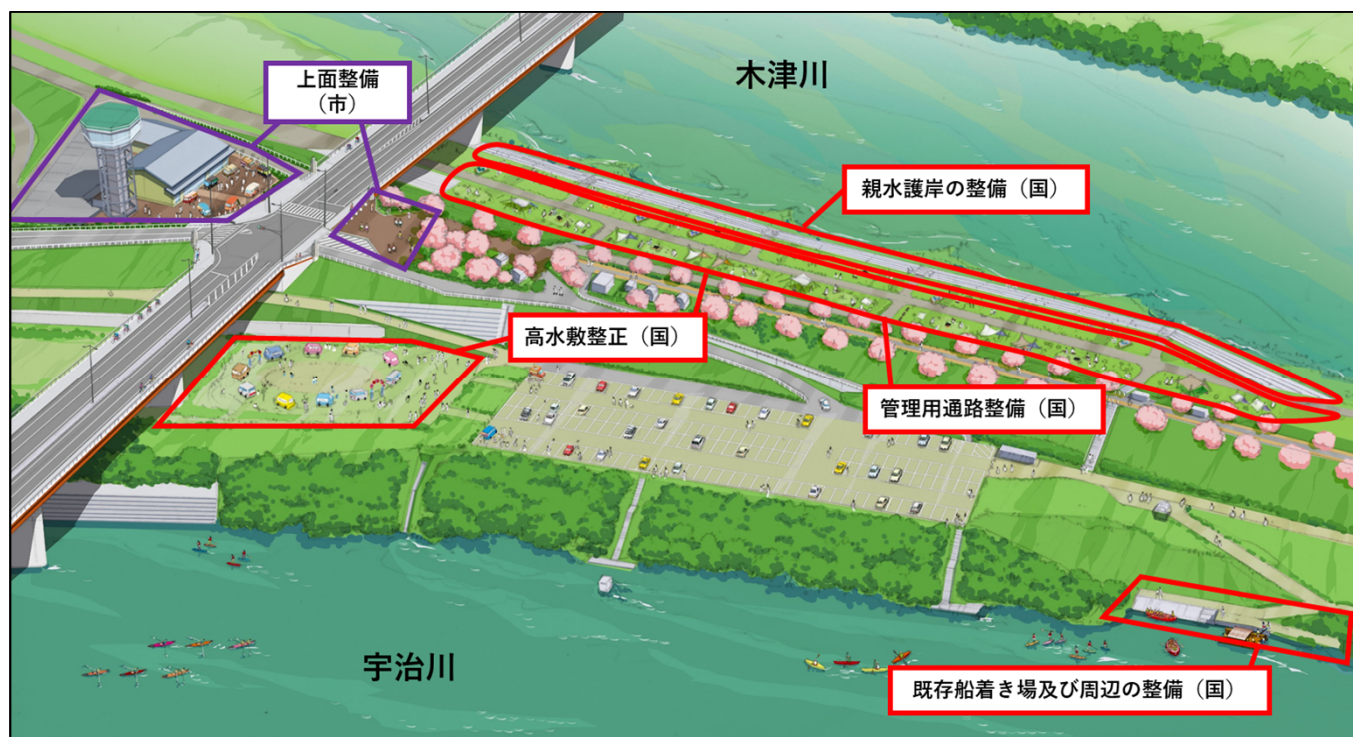 木津川
上面整備
（市）
親水護岸の整備（国）
高水敷整正（国）
管理用通路整備（国）
宇治川
既存船着き場及び周辺の整備（国）